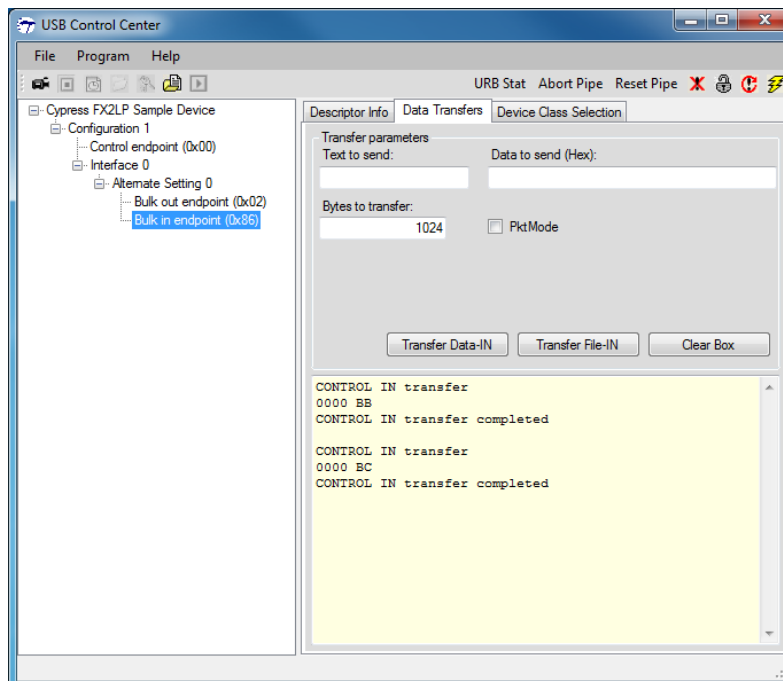 USB Control Center
File Program Help
URB Stat Abort Pipe Reset Pipe
Cypress FX2LP Sample Device
Configuration 1
Control endpoint (0x00)
Interface 0
Alternate Setting 0
Bulk out endpoint (0x02)
Bulk in endpoint (0x86)
Descriptor Info Data Transfers Device Class Selection
Transfer parameters
Text to send: Data to send (Hex):
Bytes to transfer:
1024 PktMode
Transfer Data-IN Transfer File-IN Clear Box
CONTROL IN transfer
0000 BB
CONTROL IN transfer completed
CONTROL IN transfer
0000 BC
CONTROL IN transfer completed